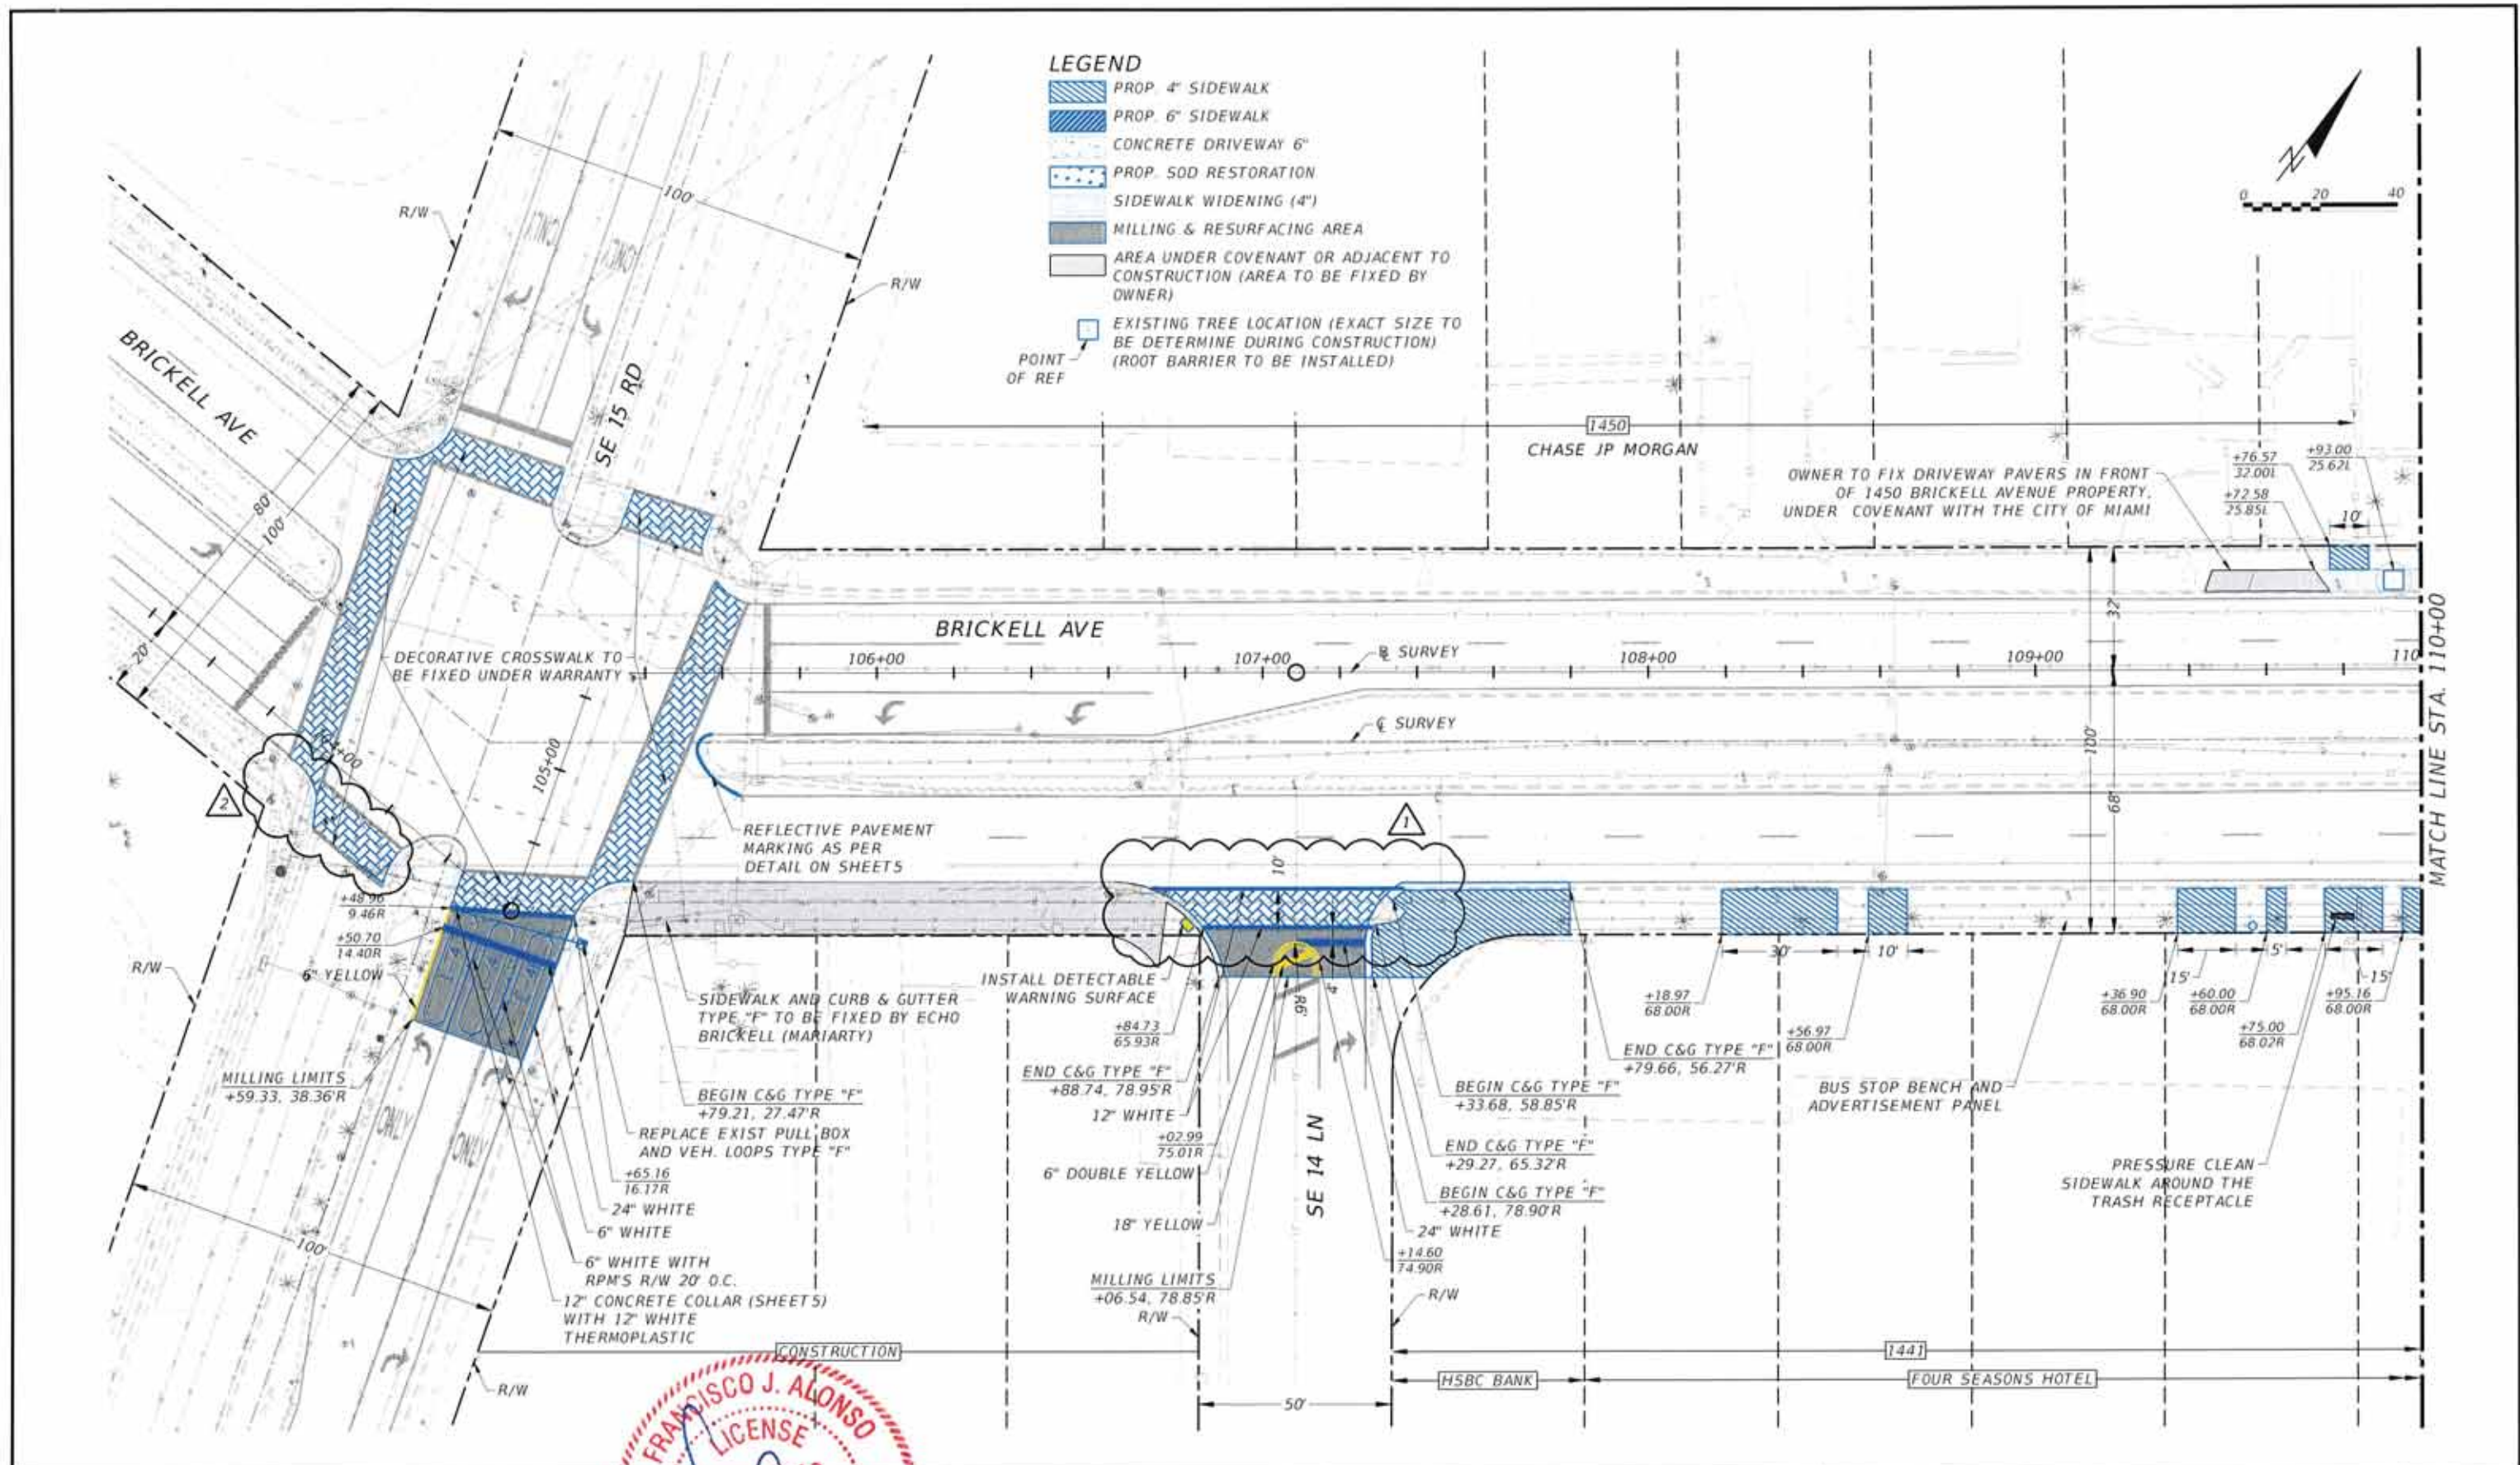 LEGEND
PROP. 4" SIDEWALK
PROP. 6" SIDEWALK
CONCRETE DRIVEWAY 6"
PROP. SOD RESTORATION
SIDEWALK WIDENING (4")
MILLING & RESURFACING AREA
AREA UNDER COVENANT OR ADJACENT TO
CONSTRUCTION (AREA TO BE FIXED BY
OWNER)
EXISTING TREE LOCATION (EXACT SIZE TO
BE DETERMINE DURING CONSTRUCTION)
(ROOT BARRIER TO BE INSTALLED)
POINT
OF REF
N
0 20 40
100'
R/W
R/W
BRICKELL AVE
SE 15 RD
80'
100'
20'
1450
CHASE JP MORGAN
OWNER TO FIX DRIVEWAY PAVERS IN FRONT
OF 1450 BRICKELL AVENUE PROPERTY,
UNDER COVENANT WITH THE CITY OF MIAMI
+76.57
32.00L
+93.00
25.62L
+72.58
25.85L
10'
32'
100'
68'
MATCH LINE STA. 110+00
BRICKELL AVE
106+00
107+00
108+00
109+00
110
℄ SURVEY
DECORATIVE CROSSWALK TO
BE FIXED UNDER WARRANTY
105+00
2
1
10'
REFLECTIVE PAVEMENT
MARKING AS PER
DETAIL ON SHEET 5
+48.96
9.46R
+50.70
14.40R
6" YELLOW
R/W
MILLING LIMITS
+59.33, 38.36'R
SIDEWALK AND CURB & GUTTER
TYPE "F" TO BE FIXED BY ECHO
BRICKELL (MARIARTY)
BEGIN C&G TYPE "F"
+79.21, 27.47'R
REPLACE EXIST PULL BOX
AND VEH. LOOPS TYPE "F"
+65.16
16.17R
24" WHITE
6" WHITE
6" WHITE WITH
RPM'S R/W 20' O.C.
12" CONCRETE COLLAR (SHEET 5)
WITH 12" WHITE
THERMOPLASTIC
100'
R/W
INSTALL DETECTABLE
WARNING SURFACE
+84.73
65.93R
END C&G TYPE "F"
+88.74, 78.95'R
12" WHITE
+02.99
75.01R
6" DOUBLE YELLOW
18" YELLOW
MILLING LIMITS
+06.54, 78.85'R
R/W
R6'
4'
SE 14 LN
BEGIN C&G TYPE "F"
+33.68, 58.85'R
END C&G TYPE "F"
+29.27, 65.32'R
BEGIN C&G TYPE "F"
+28.61, 78.90'R
24" WHITE
+14.60
74.90R
R/W
END C&G TYPE "F"
+79.66, 56.27'R
30'
10'
+18.97
68.00R
+56.97
68.00R
BUS STOP BENCH AND
ADVERTISEMENT PANEL
15'
5'
15'
+36.90
68.00R
+60.00
68.00R
+75.00
68.02R
+95.16
68.00R
PRESSURE CLEAN
SIDEWALK AROUND THE
TRASH RECEPTACLE
CONSTRUCTION
50'
1441
HSBC BANK
FOUR SEASONS HOTEL
FRANCISCO J. ALONSO
LICENSE